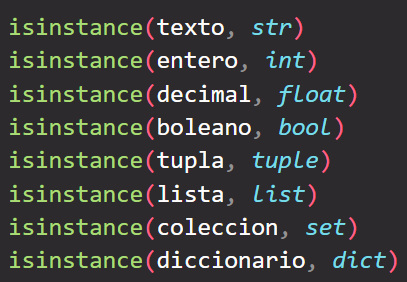 isinstance(texto, str)
isinstance(entero, int)
isinstance(decimal, float)
isinstance(boleano, bool)
isinstance(tupla, tuple)
isinstance(lista, list)
isinstance(coleccion, set)
isinstance(diccionario, dict)